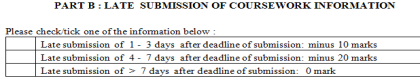 PART B : LATE SUBMISSION OF COURSEWORK INFORMATION
Please check/tick one of the information below :
Late submission of 1 - 3 days after deadline of submission: minus 10 marks
Late submission of 4 - 7 days after deadline of submission: minus 20 marks
Late submission of > 7 days after deadline of submission: 0 mark